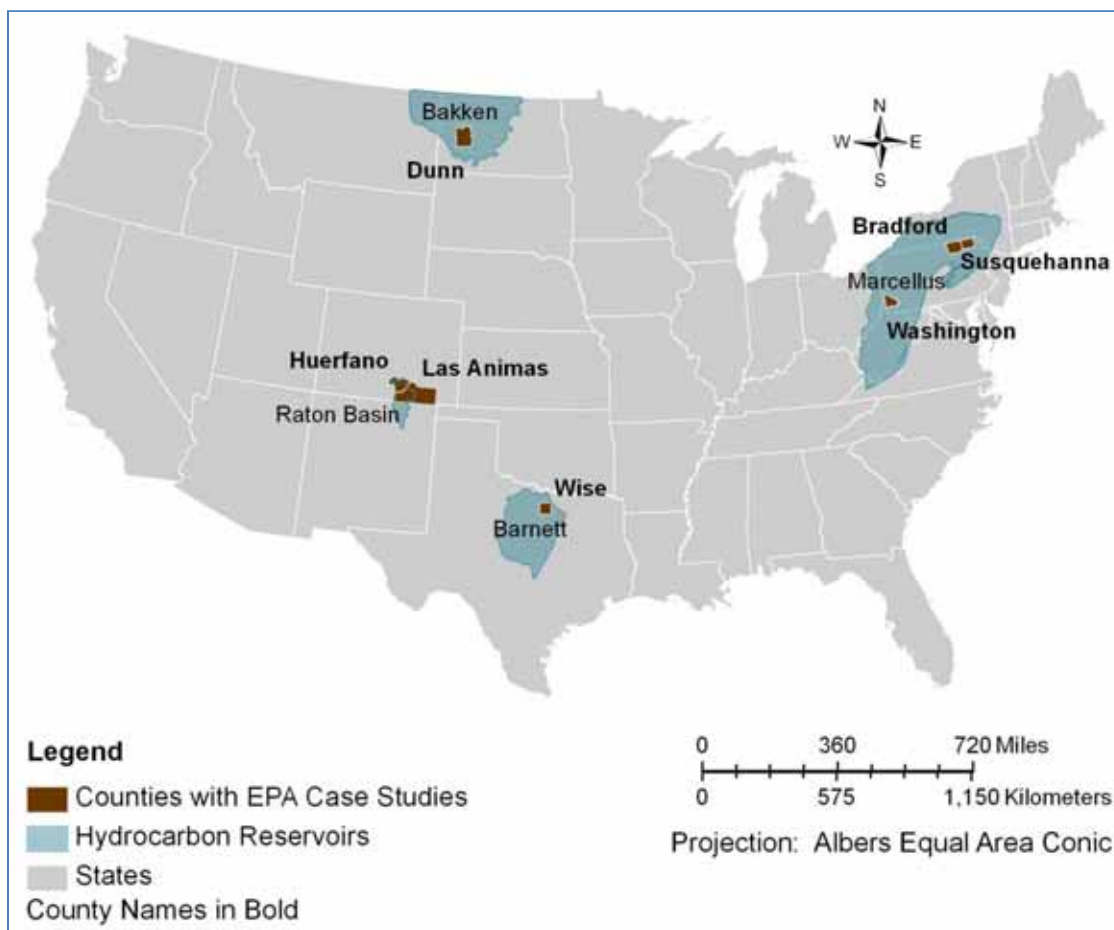 Bakken
Dunn
N
W E
S
Bradford
Susquehanna
Marcellus
Washington
Huerfano
Las Animas
Raton Basin
Wise
Barnett
Legend
Counties with EPA Case Studies
Hydrocarbon Reservoirs
States
County Names in Bold
0 360 720 Miles
0 575 1,150 Kilometers
Projection: Albers Equal Area Conic